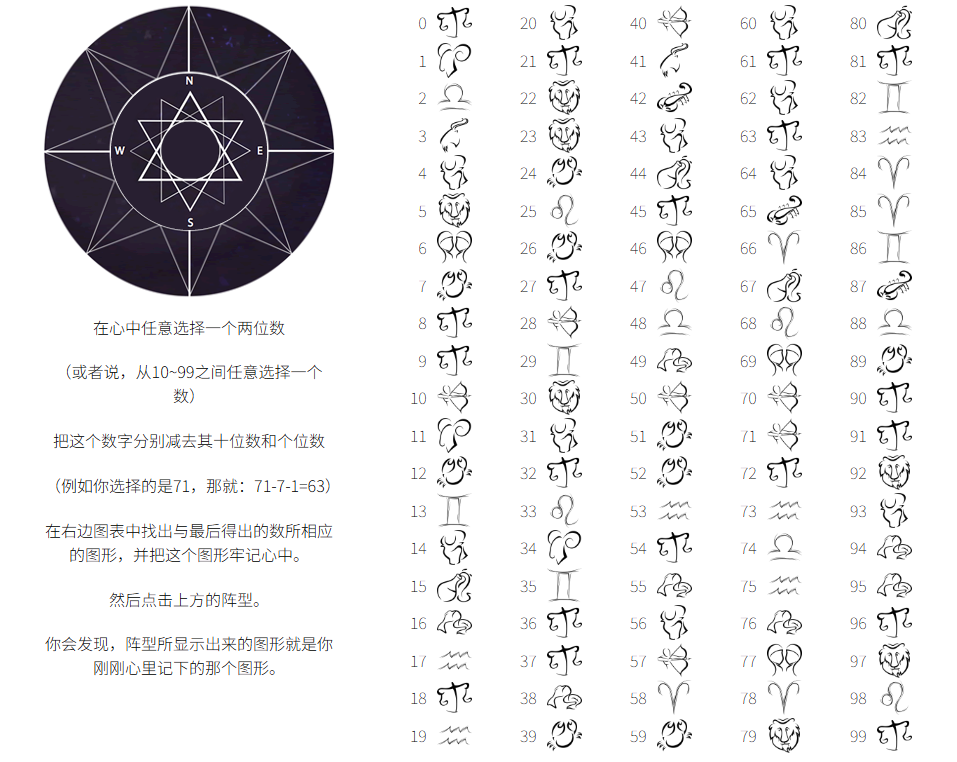 N
W
E
S
在心中任意选择一个两位数
（或者说，从10~99之间任意选择一个
数）
把这个数字分别减去其十位数和个位数
（例如你选择的是71，那就：71-7-1=63）
在右边图表中找出与最后得出的数所相应
的图形，并把这个图形牢记心中。
然后点击上方的阵型。
你会发现，阵型所显示出来的图形就是你
刚刚心里记下的那个图形。
0 20 40 60 80
1 21 41 61 81
2 22 42 62 82
3 23 43 63 83
4 24 44 64 84
5 25 45 65 85
6 26 46 66 86
7 27 47 67 87
8 28 48 68 88
9 29 49 69 89
10 30 50 70 90
11 31 51 71 91
12 32 52 72 92
13 33 53 73 93
14 34 54 74 94
15 35 55 75 95
16 36 56 76 96
17 37 57 77 97
18 38 58 78 98
19 39 59 79 99